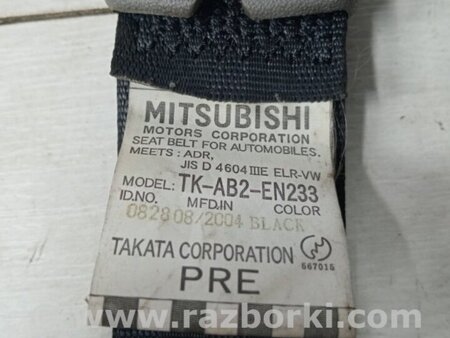 MITSUBISHI
MOTORS CORPORATION
SEAT BELT FOR AUTOMOBILES.
MEETS : ADR,
JIS D 4604 IIIE ELR-VW
MODEL: TK-AB2-EN233
ID.NO. MFD.IN COLOR
0828 08/2004 BLACK
TAKATA CORPORATION
667015
PRE
www.razborki.com